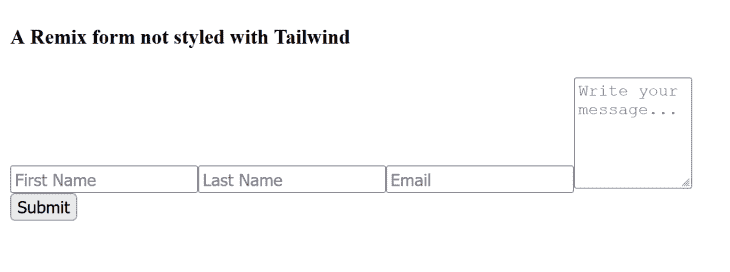 A Remix form not styled with Tailwind
Write your
message...
First Name Last Name Email
Submit